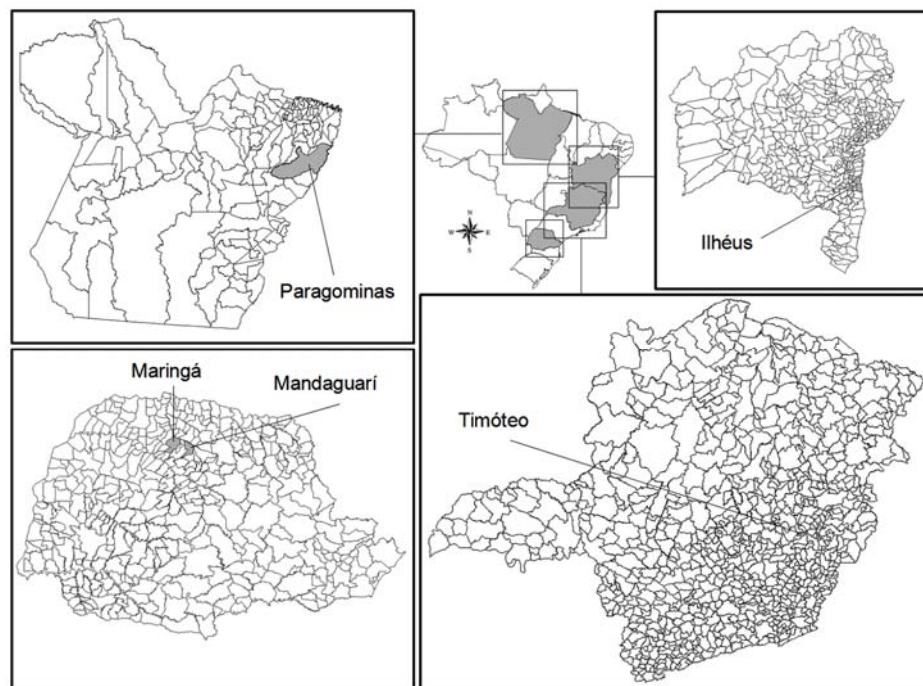 Paragominas
N
W E
S
Ilhéus
Maringá
Mandaguarí
Timóteo